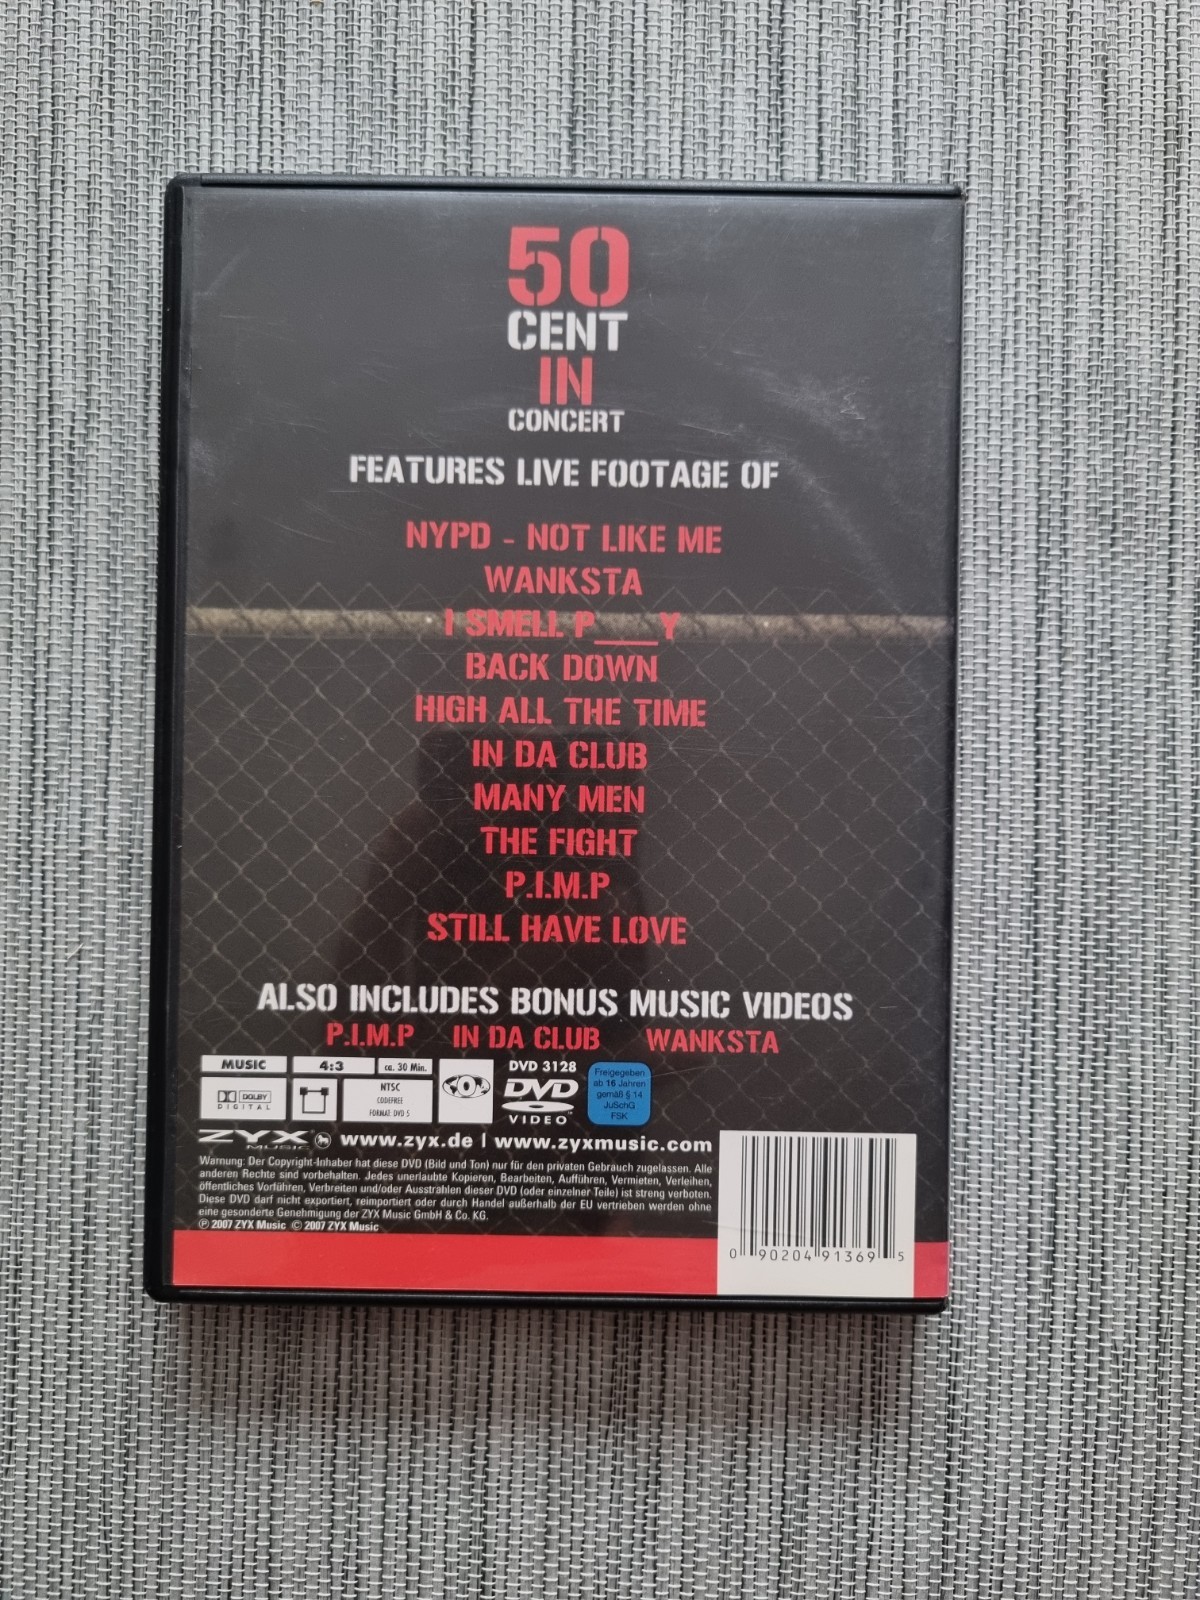 50
CENT
IN
CONCERT
FEATURES LIVE FOOTAGE OF
NYPD - NOT LIKE ME
WANKSTA
I SMELL P___Y
BACK DOWN
HIGH ALL THE TIME
IN DA CLUB
MANY MEN
THE FIGHT
P.I.M.P
STILL HAVE LOVE
ALSO INCLUDES BONUS MUSIC VIDEOS
P.I.M.P IN DA CLUB WANKSTA
MUSIC 4:3 ca. 30 Min.
DOLBY
DIGITAL
NTSC
CODEFREE
FORMAT: DVD 5
DVD 3128
DVD
VIDEO™
Freigegeben
ab 16 Jahren
gemäß § 14
JuSchG
FSK
ZYX® www.zyx.de | www.zyxmusic.com
MUSIC
Warnung: Der Copyright-Inhaber hat diese DVD (Bild und Ton) nur für den privaten Gebrauch zugelassen. Alle
anderen Rechte sind vorbehalten. Jedes unerlaubte Kopieren, Bearbeiten, Aufführen, Vermieten, Verleihen,
öffentliches Vorführen, Verbreiten und/oder Ausstrahlen dieser DVD (oder einzelner Teile) ist streng verboten.
Diese DVD darf nicht exportiert, reimportiert oder durch Handel außerhalb der EU vertrieben werden ohne
eine gesonderte Genehmigung der ZYX Music GmbH & Co. KG.
℗ 2007 ZYX Music © 2007 ZYX Music
0 90204 91369 5